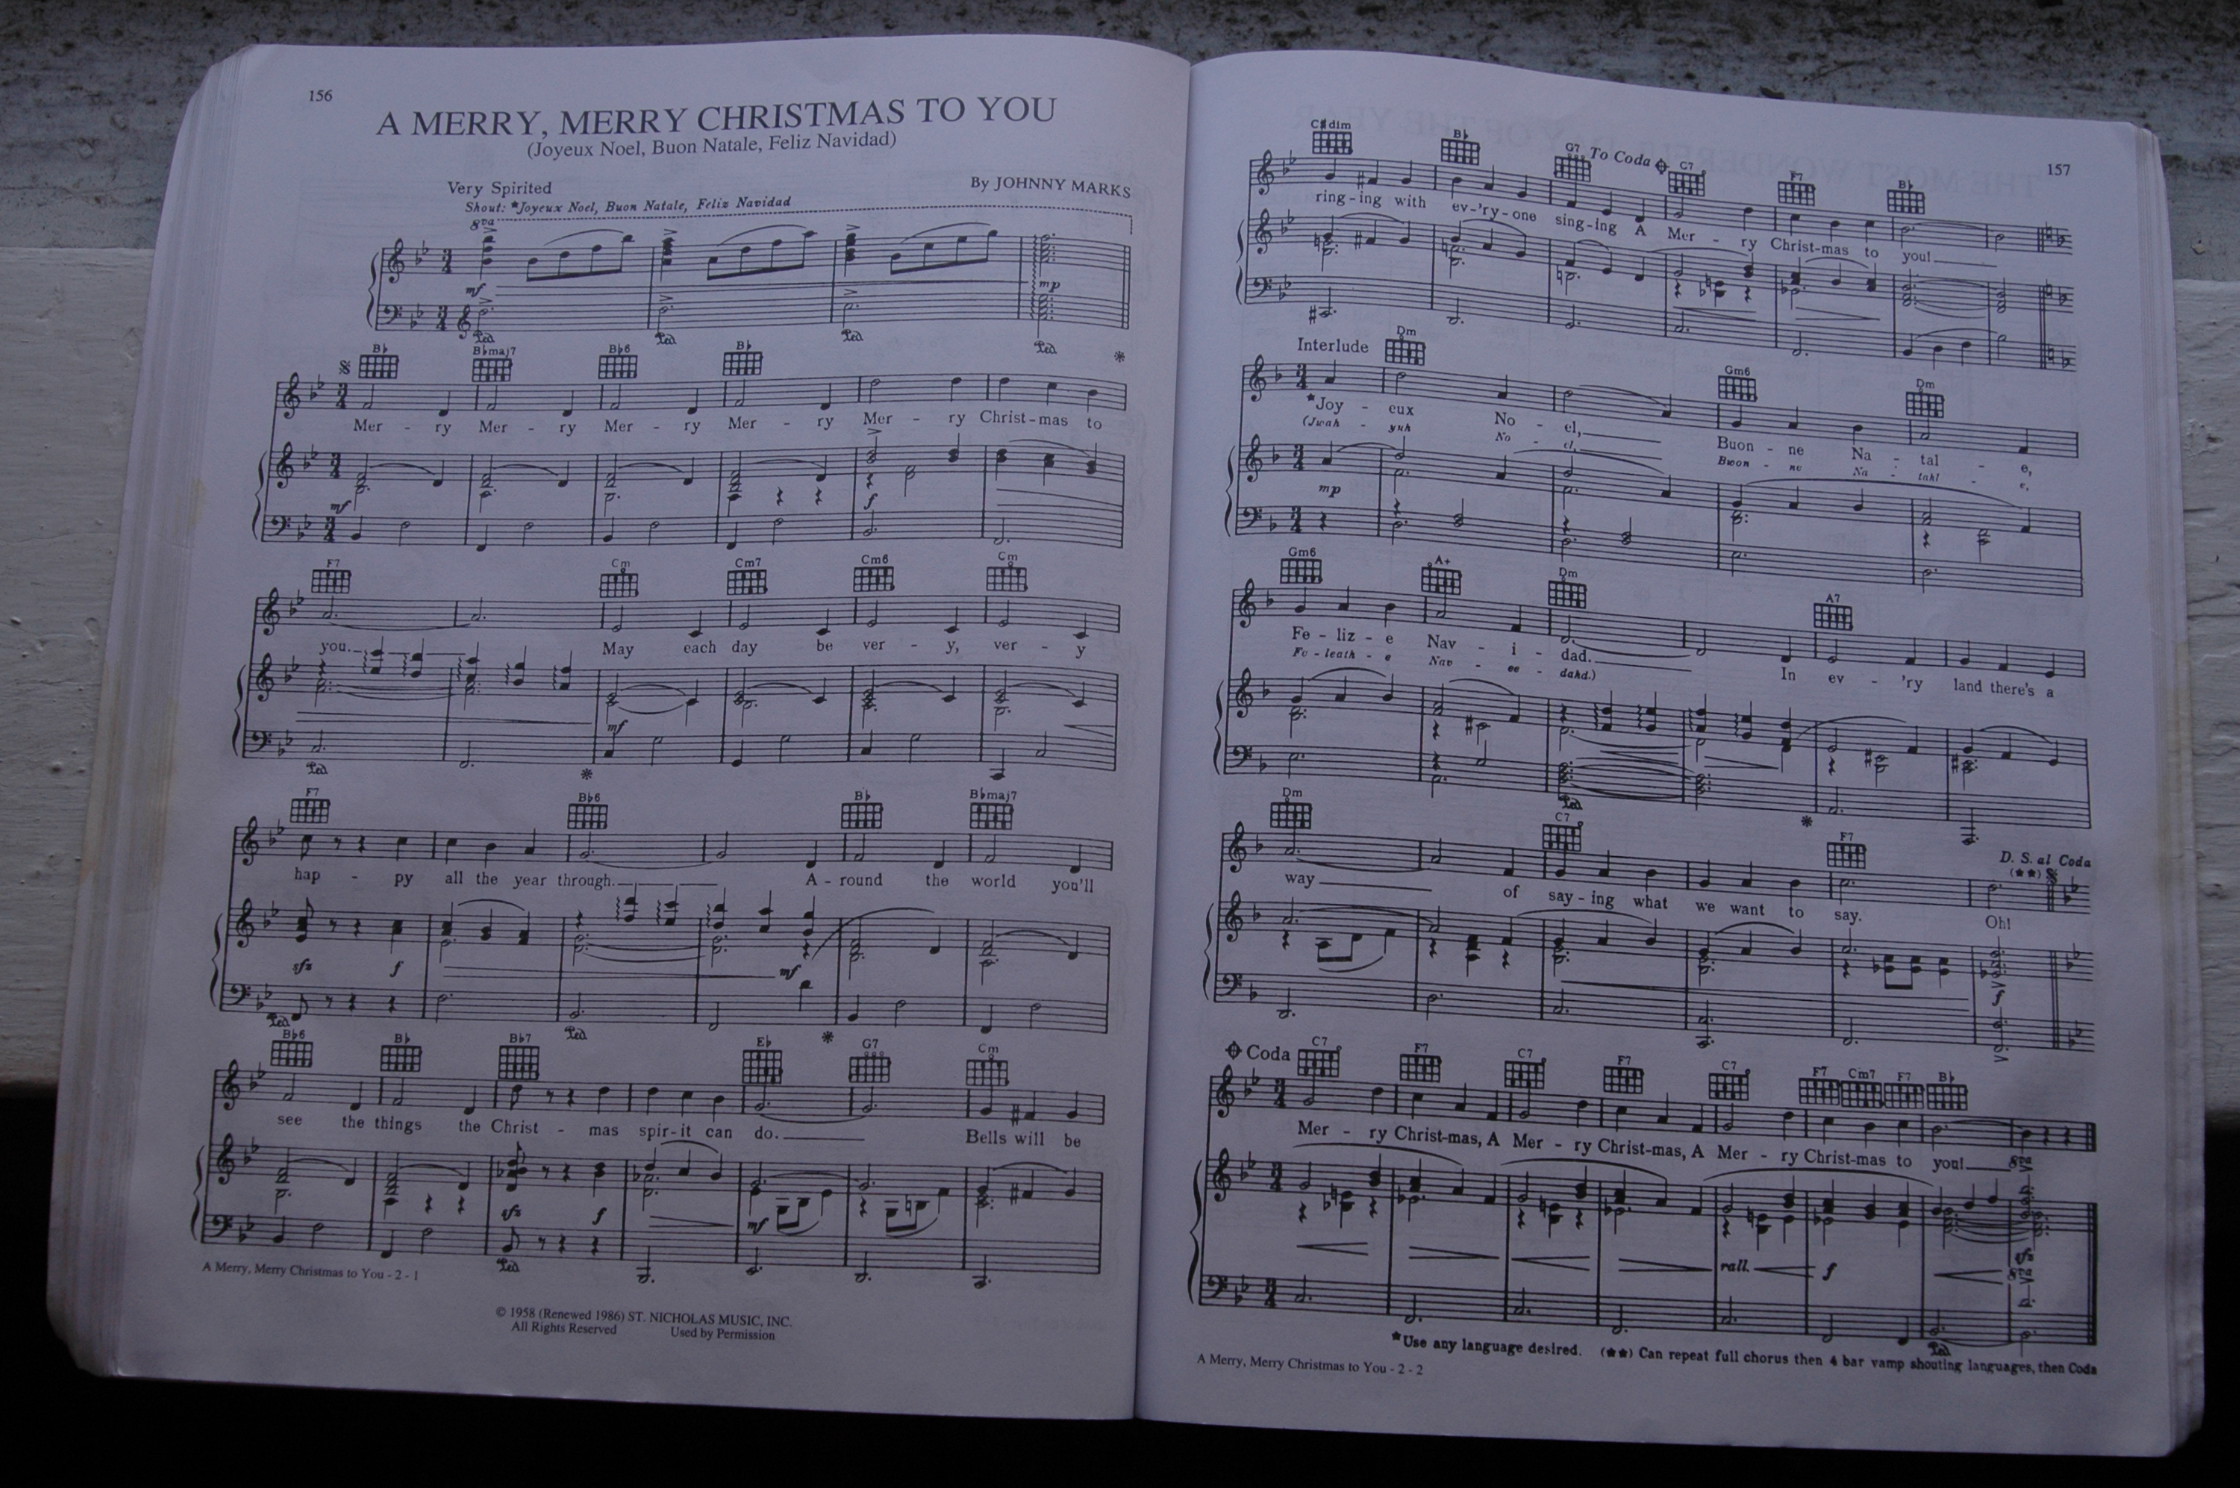 156
A MERRY, MERRY CHRISTMAS TO YOU
(Joyeux Noel, Buon Natale, Feliz Navidad)
Very Spirited
By JOHNNY MARKS
Shout: *Joyeux Noel, Buon Natale, Feliz Navidad
8va
mf
mp
Ped Ped Ped Ped *
B♭ B♭maj7 B♭6 B♭
Mer - ry Mer - ry Mer - ry Mer - ry Mer - ry Christ-mas to
mf f
F7 Cm Cm7 Cm6 Cm
you. May each day be ver - y, ver - y
mf
Ped *
F7 B♭6 B♭ B♭maj7
hap - py all the year through. A - round the world you'll
sfz f mf
Ped Ped *
B♭6 B♭ B♭7 E♭ G7 Cm
see the things the Christ - mas spir-it can do. Bells will be
sfz f mf
Ped
A Merry, Merry Christmas to You - 2 - 1
© 1958 (Renewed 1986) ST. NICHOLAS MUSIC, INC.
All Rights Reserved Used by Permission
157
C#dim B♭ G7 To Coda C7 F7 B♭
ring-ing with ev-'ry-one sing-ing A Mer - ry Christ-mas to you!
Interlude Dm Gm6 Dm
*Joy - eux No - el, Buon - ne Na - tal - e,
(Jwah - yuh No - el, Bwon - ne Na - tahl - e,
mp
Gm6 A+ Dm A7
Fe - liz - e Nav - i - dad. In ev - 'ry land there's a
Fe - leath - e Nav - ee - dahd.)
Ped *
Dm C7 F7 D. S. al Coda
(**)
way of say - ing what we want to say. Oh!
f
Coda C7 F7 C7 F7 C7 F7 Cm7 F7 B♭
Mer - ry Christ-mas, A Mer - ry Christ-mas, A Mer - ry Christ-mas to you!
8va
rall. f sfz
8va
Ped
*Use any language desired. (**) Can repeat full chorus then 4 bar vamp shouting languages, then Coda
A Merry, Merry Christmas to You - 2 - 2